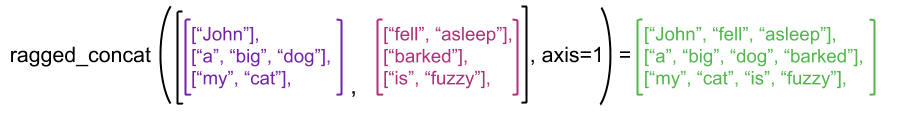 ["John"], ["fell", "asleep"], ["John", "fell", "asleep"],
ragged_concat ( [ ["a", "big", "dog"], ["barked"], ] , axis=1 ) = ["a", "big", "dog", "barked"],
["my", "cat"], , ["is", "fuzzy"], ["my", "cat", "is", "fuzzy"],